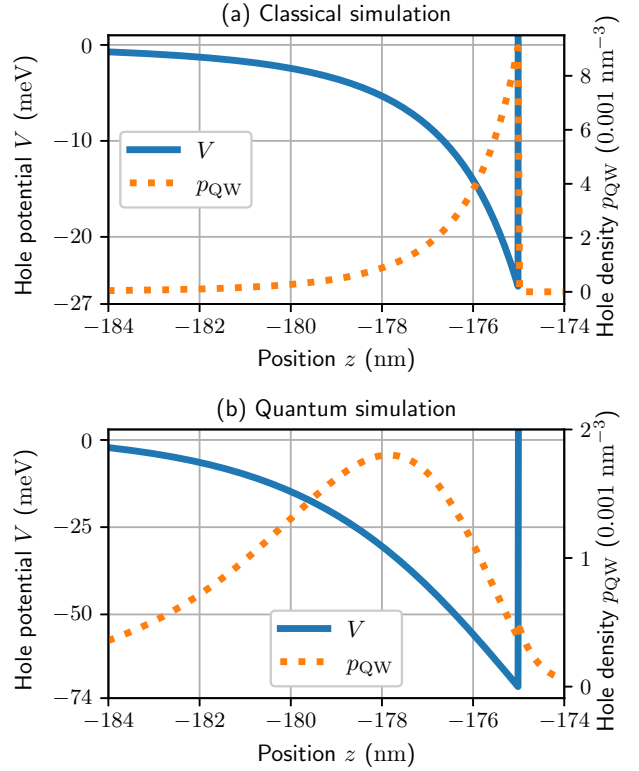 (a) Classical simulation
Hole potential V (meV)
0
−10
−20
−27
V
p_QW
8
6
4
2
0
Hole density p_QW (0.001 nm⁻³)
−184 −182 −180 −178 −176 −174
Position z (nm)
(b) Quantum simulation
Hole potential V (meV)
0
−25
−50
−74
V
p_QW
2
1
0
Hole density p_QW (0.001 nm⁻³)
−184 −182 −180 −178 −176 −174
Position z (nm)